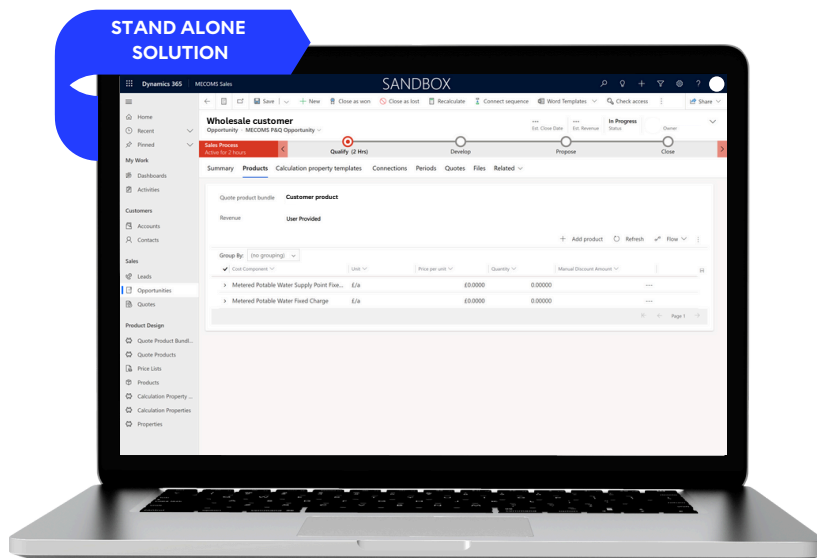 STAND ALONE
SOLUTION
Dynamics 365 MECOMS Sales SANDBOX ?
Save New Close as won Close as lost Recalculate Connect sequence Word Templates Check access Share
Home
Recent
Pinned
My Work
Dashboards
Activities
Customers
Accounts
Contacts
Sales
Leads
Opportunities
Quotes
Product Design
Quote Product Bundl...
Quote Products
Price Lists
Products
Calculation Property ...
Calculation Properties
Properties
Wholesale customer
Opportunity · MECOMS P&Q Opportunity
--- --- In Progress
Est. Close Date Est. Revenue Status Owner
Sales Process
Active for 2 hours
Qualify (2 Hrs) Develop Propose Close
Summary Products Calculation property templates Connections Periods Quotes Files Related
Quote product bundle Customer product
Revenue User Provided
+ Add product Refresh Flow
Group By: (no grouping)
Cost Component Unit Price per unit Quantity Manual Discount Amount
Metered Potable Water Supply Point Fixe... £/a £0.0000 0.00000 ---
Metered Potable Water Fixed Charge £/a £0.0000 0.00000 ---
Page 1